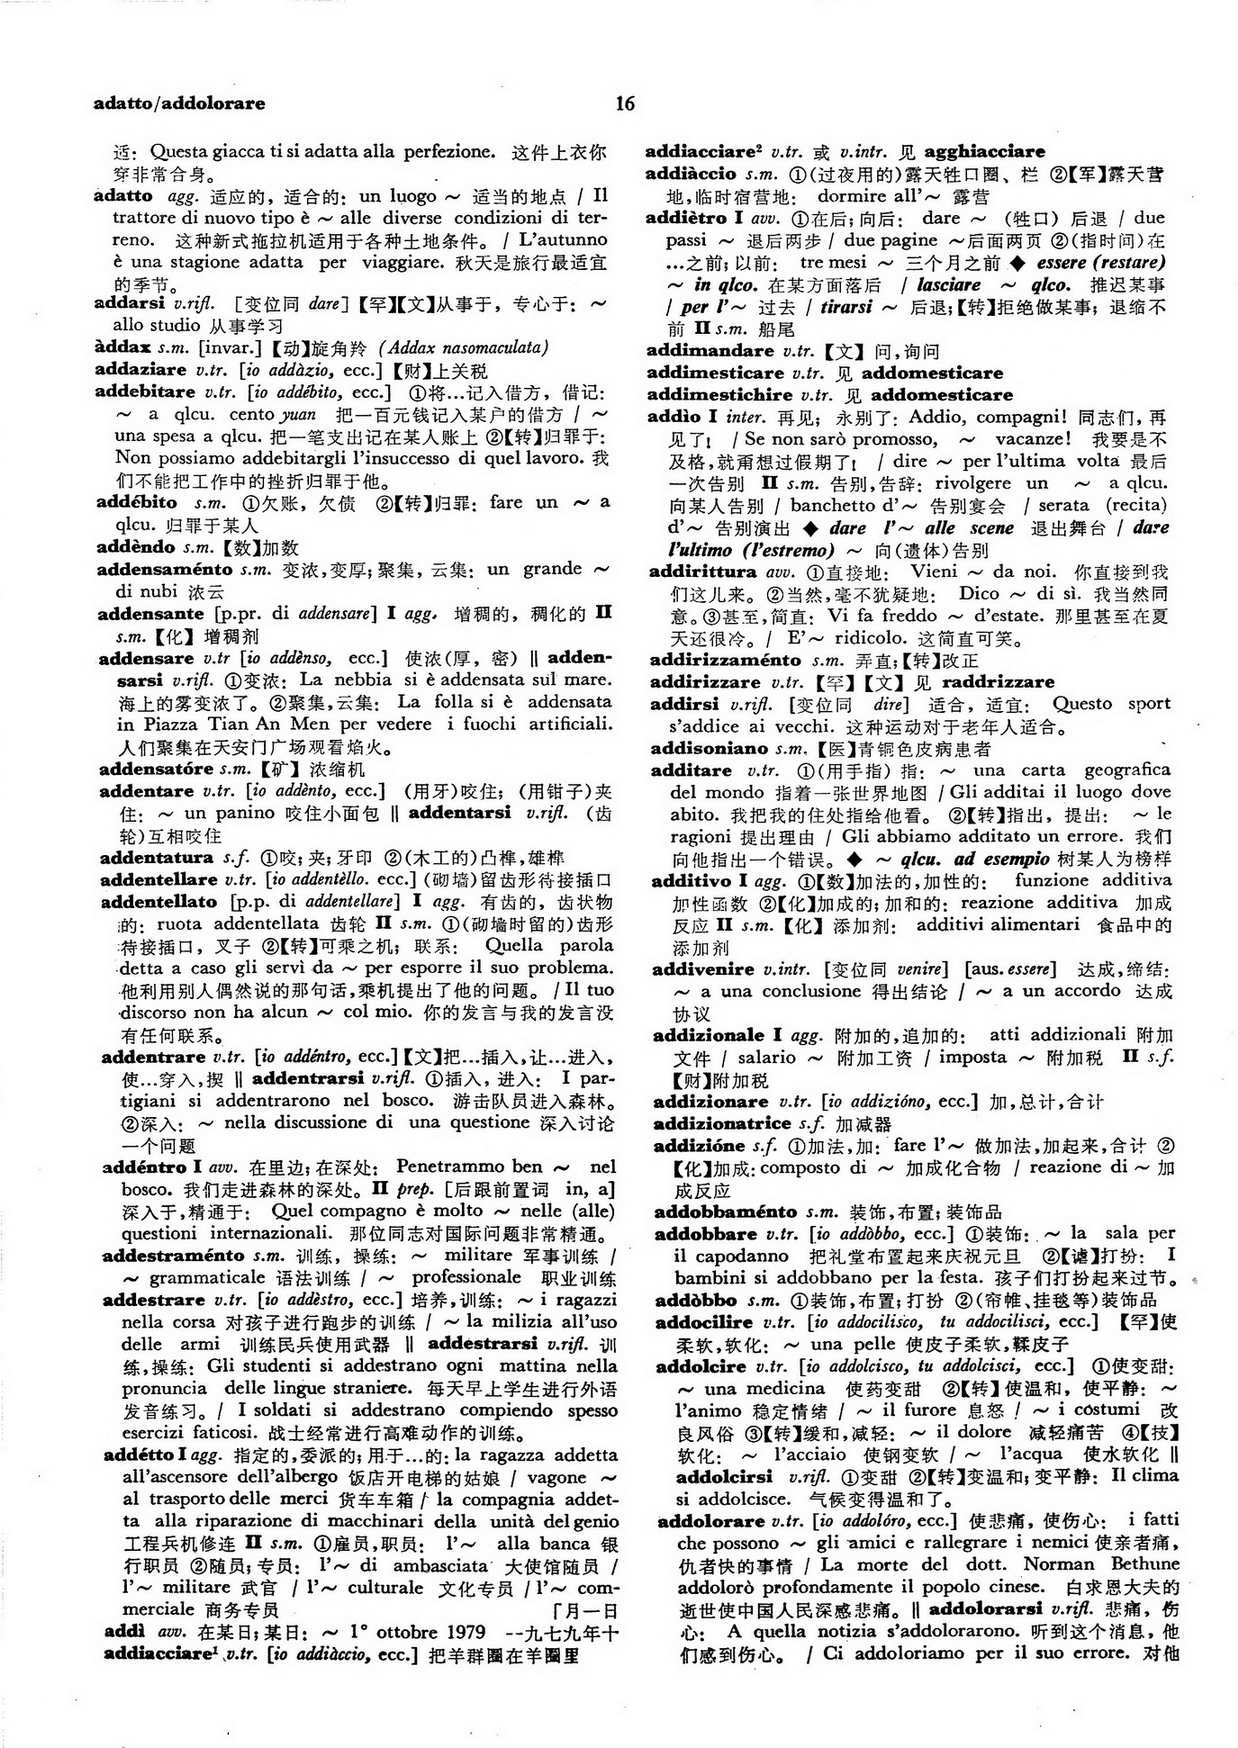 adatto/addolorare
16
适： Questa giacca ti si adatta alla perfezione. 这件上衣你
穿非常合身。
adatto agg. 适应的，适合的： un luogo ～ 适当的地点 / Il
trattore di nuovo tipo è ～ alle diverse condizioni di ter-
reno. 这种新式拖拉机适用于各种土地条件。 / L'autunno
è una stagione adatta per viaggiare. 秋天是旅行最适宜
的季节。
addarsi v.rifl. [变位同 dare]【罕】【文】从事于，专心于： ～
allo studio 从事学习
àddax s.m. [invar.]【动】旋角羚 (Addax nasomaculata)
addaziare v.tr. [io addàzio, ecc.]【财】上关税
addebitare v.tr. [io addébito, ecc.] ①将…记入借方，借记：
～ a qlcu. cento yuan 把一百元钱记入某户的借方 / ～
una spesa a qlcu. 把一笔支出记在某人账上 ②【转】归罪于：
Non possiamo addebitargli l'insuccesso di quel lavoro. 我
们不能把工作中的挫折归罪于他。
addébito s.m. ①欠账，欠债 ②【转】归罪： fare un ～ a
qlcu. 归罪于某人
addèndo s.m.【数】加数
addensaménto s.m. 变浓，变厚；聚集，云集： un grande ～
di nubi 浓云
addensante [p.pr. di addensare] I agg. 增稠的，稠化的 II
s.m.【化】增稠剂
addensare v.tr [io addènso, ecc.] 使浓(厚，密) ‖ adden-
sarsi v.rifl. ①变浓： La nebbia si è addensata sul mare.
海上的雾变浓了。②聚集，云集： La folla si è addensata
in Piazza Tian An Men per vedere i fuochi artificiali.
人们聚集在天安门广场观看焰火。
addensatóre s.m.【矿】浓缩机
addentare v.tr. [io addènto, ecc.] (用牙)咬住；(用钳子)夹
住： ～ un panino 咬住小面包 ‖ addentarsi v.rifl. (齿
轮)互相咬住
addentatura s.f. ①咬；夹；牙印 ②(木工的)凸榫，雄榫
addentellare v.tr. [io addentèllo. ecc.] (砌墙)留齿形待接插口
addentellato [p.p. di addentellare] I agg. 有齿的，齿状物
的： ruota addentellata 齿轮 II s.m. ①(砌墙时留的)齿形
待接插口，叉子 ②【转】可乘之机；联系： Quella parola
detta a caso gli servì da ～ per esporre il suo problema.
他利用别人偶然说的那句话，乘机提出了他的问题。 / Il tuo
discorso non ha alcun ～ col mio. 你的发言与我的发言没
有任何联系。
addentrare v.tr. [io addéntro, ecc.]【文】把…插入，让…进入，
使…穿入，揳 ‖ addentrarsi v.rifl. ①插入，进入： I par-
tigiani si addentrarono nel bosco. 游击队员进入森林。
②深入： ～ nella discussione di una questione 深入讨论
一个问题
addéntro I avv. 在里边；在深处： Penetrammo ben ～ nel
bosco. 我们走进森林的深处。II prep. [后跟前置词 in, a]
深入于，精通于： Quel compagno è molto ～ nelle (alle)
questioni internazionali. 那位同志对国际问题非常精通。
addestraménto s.m. 训练，操练： ～ militare 军事训练 /
～ grammaticale 语法训练 / ～ professionale 职业训练
addestrare v.tr. [io addèstro, ecc.] 培养，训练： ～ i ragazzi
nella corsa 对孩子进行跑步的训练 / ～ la milizia all'uso
delle armi 训练民兵使用武器 ‖ addestrarsi v.rifl. 训
练，操练： Gli studenti si addestrano ogni mattina nella
pronuncia delle lingue straniere. 每天早上学生进行外语
发音练习。 / I soldati si addestrano compiendo spesso
esercizi faticosi. 战士经常进行高难动作的训练。
addétto I agg. 指定的，委派的；用于…的： la ragazza addetta
all'ascensore dell'albergo 饭店开电梯的姑娘 / vagone ～
al trasporto delle merci 货车车箱 / la compagnia addet-
ta alla riparazione di macchinari della unità del genio
工程兵机修连 II s.m. ①雇员，职员： l'～ alla banca 银
行职员 ②随员；专员： l'～ di ambasciata 大使馆随员 /
l'～ militare 武官 / l'～ culturale 文化专员 / l'～ com-
merciale 商务专员 「月一日
addì avv. 在某日；某日： ～ 1° ottobre 1979 一九七九年十
addiacciare¹ v.tr. [io addiàccio, ecc.] 把羊群圈在羊圈里
addiacciare² v.tr. 或 v.intr. 见 agghiacciare
addiàccio s.m. ①(过夜用的)露天牲口圈、栏 ②【军】露天营
地，临时宿营地： dormire all'～ 露营
addiètro I avv. ①在后；向后： dare ～ (牲口) 后退 / due
passi ～ 退后两步 / due pagine ～后面两页 ②(指时间)在
…之前；以前： tre mesi ～ 三个月之前 ◆ essere (restare)
～ in qlco. 在某方面落后 / lasciare ～ qlco. 推迟某事
/ per l'～ 过去 / tirarsi ～ 后退；【转】拒绝做某事；退缩不
前 II s.m. 船尾
addimandare v.tr.【文】问，询问
addimesticare v.tr. 见 addomesticare
addimestichire v.tr. 见 addomesticare
addìo I inter. 再见；永别了： Addio, compagni! 同志们，再
见了！ / Se non sarò promosso, ～ vacanze! 我要是不
及格，就甭想过假期了！ / dire ～ per l'ultima volta 最后
一次告别 II s.m. 告别，告辞： rivolgere un ～ a qlcu.
向某人告别 / banchetto d'～ 告别宴会 / serata (recita)
d'～ 告别演出 ◆ dare l'～ alle scene 退出舞台 / dare
l'ultimo (l'estremo) ～ 向(遗体)告别
addirittura avv. ①直接地： Vieni ～ da noi. 你直接到我
们这儿来。②当然，毫不犹疑地： Dico ～ di sì. 我当然同
意。③甚至，简直： Vi fa freddo ～ d'estate. 那里甚至在夏
天还很冷。 / E'～ ridicolo. 这简直可笑。
addirizzaménto s.m. 弄直；【转】改正
addirizzare v.tr.【罕】【文】见 raddrizzare
addirsi v.rifl. [变位同 dire] 适合，适宜： Questo sport
s'addice ai vecchi. 这种运动对于老年人适合。
addisoniano s.m.【医】青铜色皮病患者
additare v.tr. ①(用手指) 指： ～ una carta geografica
del mondo 指着一张世界地图 / Gli additai il luogo dove
abito. 我把我的住处指给他看。 ②【转】指出，提出： ～ le
ragioni 提出理由 / Gli abbiamo additato un errore. 我们
向他指出一个错误。◆ ～ qlcu. ad esempio 树某人为榜样
additivo I agg. ①【数】加法的，加性的： funzione additiva
加性函数 ②【化】加成的；加和的： reazione additiva 加成
反应 II s.m.【化】添加剂： additivi alimentari 食品中的
添加剂
addivenire v.intr. [变位同 venire] [aus. essere] 达成，缔结：
～ a una conclusione 得出结论 / ～ a un accordo 达成
协议
addizionale I agg. 附加的，追加的： atti addizionali 附加
文件 / salario ～ 附加工资 / imposta ～ 附加税 II s.f.
【财】附加税
addizionare v.tr. [io addizióno, ecc.] 加，总计，合计
addizionatrice s.f. 加减器
addizióne s.f. ①加法，加： fare l'～ 做加法，加起来，合计 ②
【化】加成： composto di ～ 加成化合物 / reazione di ～ 加
成反应
addobbaménto s.m. 装饰，布置；装饰品
addobbare v.tr. [io addòbbo, ecc.] ①装饰： ～ la sala per
il capodanno 把礼堂布置起来庆祝元旦 ②【谑】打扮： I
bambini si addobbano per la festa. 孩子们打扮起来过节。
addòbbo s.m. ①装饰，布置；打扮 ②(帘帷、挂毯等)装饰品
addocilire v.tr. [io addocilisco, tu addocilisci, ecc.] 【罕】使
柔软，软化： ～ una pelle 使皮子柔软，鞣皮子
addolcire v.tr. [io addolcisco, tu addolcisci, ecc.] ①使变甜：
～ una medicina 使药变甜 ②【转】使温和，使平静： ～
l'animo 稳定情绪 / ～ il furore 息怒 / ～ i costumi 改
良风俗 ③【转】缓和，减轻： ～ il dolore 减轻痛苦 ④【技】
软化： ～ l'acciaio 使钢变软 / ～ l'acqua 使水软化 ‖
addolcirsi v.rifl. ①变甜 ②【转】变温和；变平静： Il clima
si addolcisce. 气候变得温和了。
addolorare v.tr. [io addolóro, ecc.] 使悲痛，使伤心： i fatti
che possono ～ gli amici e rallegrare i nemici 使亲者痛，
仇者快的事情 / La morte del dott. Norman Bethune
addolorò profondamente il popolo cinese. 白求恩大夫的
逝世使中国人民深感悲痛。‖ addolorarsi v.rifl. 悲痛，伤
心： A quella notizia s'addolorarono. 听到这个消息，他
们感到伤心。 / Ci addoloriamo per il suo errore. 对他